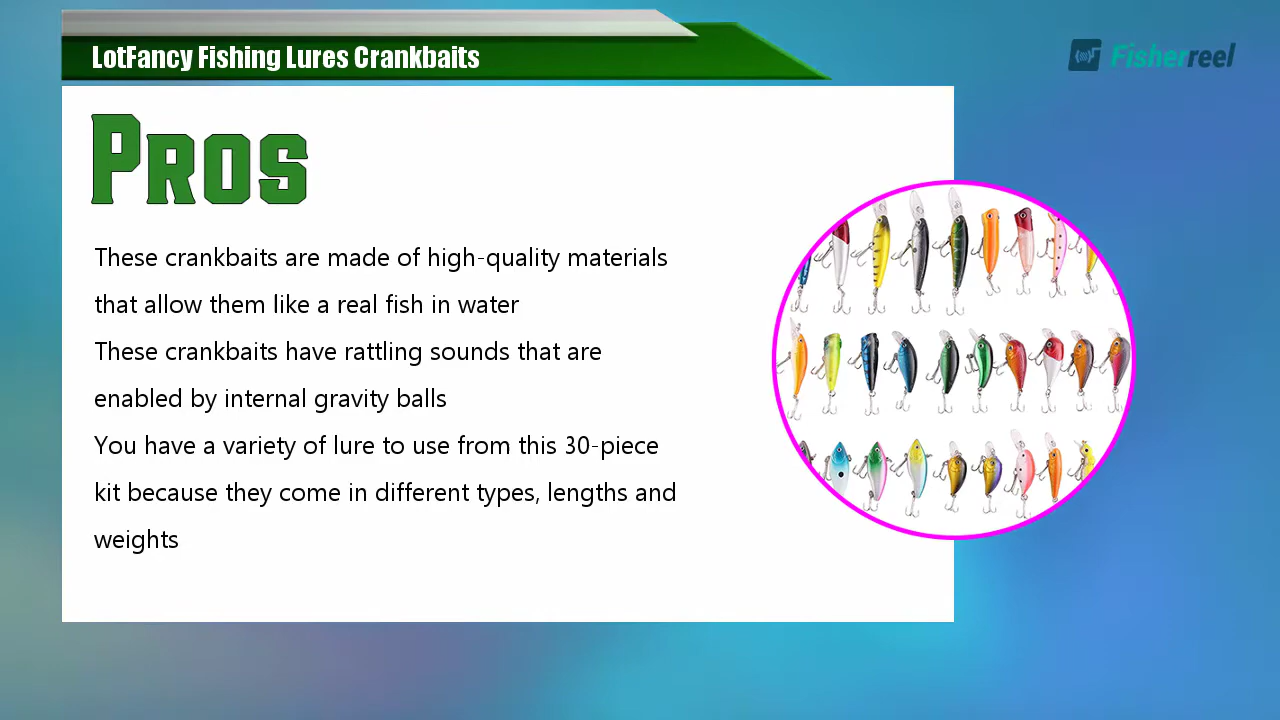 LotFancy Fishing Lures Crankbaits
Fisherreel
Pros
These crankbaits are made of high-quality materials
that allow them like a real fish in water
These crankbaits have rattling sounds that are
enabled by internal gravity balls
You have a variety of lure to use from this 30-piece
kit because they come in different types, lengths and
weights